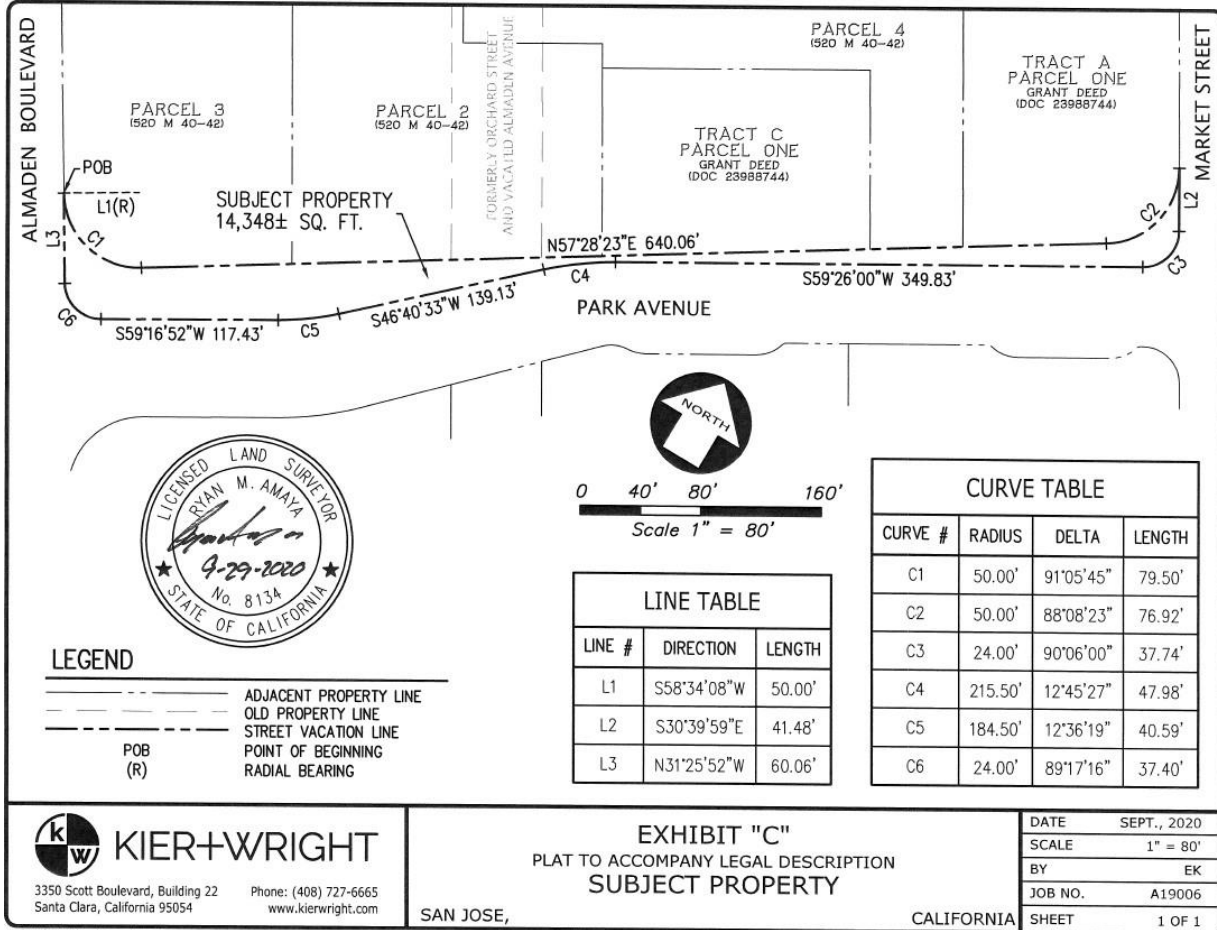 ALMADEN BOULEVARD
PARCEL 3
(520 M 40-42)
PARCEL 2
(520 M 40-42)
FORMERLY ORCHARD STREET
AND VACATED ALMADEN AVENUE
PARCEL 4
(520 M 40-42)
TRACT A
PARCEL ONE
GRANT DEED
(DOC 23988744)
TRACT C
PARCEL ONE
GRANT DEED
(DOC 23988744)
MARKET STREET
POB
L1(R)
L3
C1
SUBJECT PROPERTY
14,348± SQ. FT.
N57°28'23"E 640.06'
C2
L2
C3
C4
S59°26'00"W 349.83'
C6
S59°16'52"W 117.43'
C5
S46°40'33"W 139.13'
PARK AVENUE
NORTH
0 40' 80' 160'
Scale 1" = 80'
LICENSED LAND SURVEYOR
RYAN M. AMAYA
9-29-2020
No. 8134
STATE OF CALIFORNIA
LEGEND
ADJACENT PROPERTY LINE
OLD PROPERTY LINE
STREET VACATION LINE
POB POINT OF BEGINNING
(R) RADIAL BEARING
LINE TABLE
LINE # DIRECTION LENGTH
L1 S58°34'08"W 50.00'
L2 S30°39'59"E 41.48'
L3 N31°25'52"W 60.06'
CURVE TABLE
CURVE # RADIUS DELTA LENGTH
C1 50.00' 91°05'45" 79.50'
C2 50.00' 88°08'23" 76.92'
C3 24.00' 90°06'00" 37.74'
C4 215.50' 12°45'27" 47.98'
C5 184.50' 12°36'19" 40.59'
C6 24.00' 89°17'16" 37.40'
k
w
KIER+WRIGHT
3350 Scott Boulevard, Building 22 Phone: (408) 727-6665
Santa Clara, California 95054 www.kierwright.com
EXHIBIT "C"
PLAT TO ACCOMPANY LEGAL DESCRIPTION
SUBJECT PROPERTY
SAN JOSE, CALIFORNIA
DATE SEPT., 2020
SCALE 1" = 80'
BY EK
JOB NO. A19006
SHEET 1 OF 1